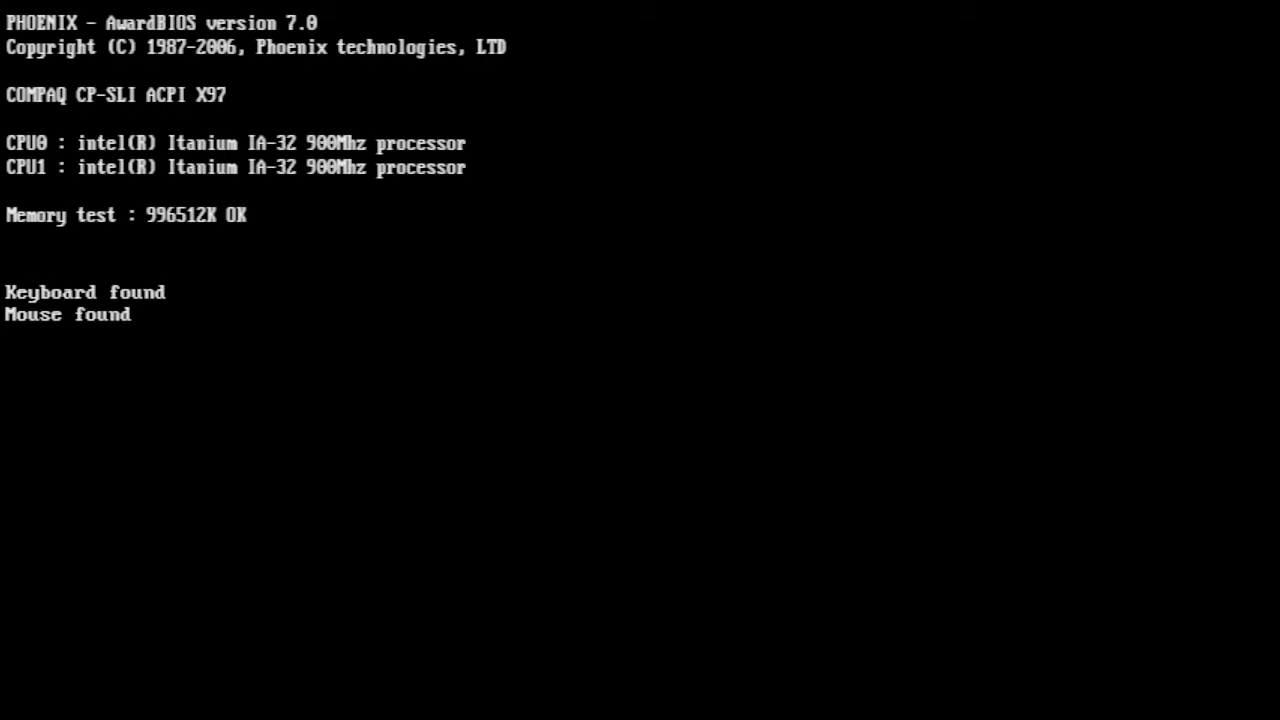 PHOENIX - AwardBIOS version 7.0
Copyright (C) 1987-2006, Phoenix technologies, LTD
COMPAQ CP-SLI ACPI X97
CPU0 : intel(R) Itanium IA-32 900Mhz processor
CPU1 : intel(R) Itanium IA-32 900Mhz processor
Memory test : 996512K OK
Keyboard found
Mouse found